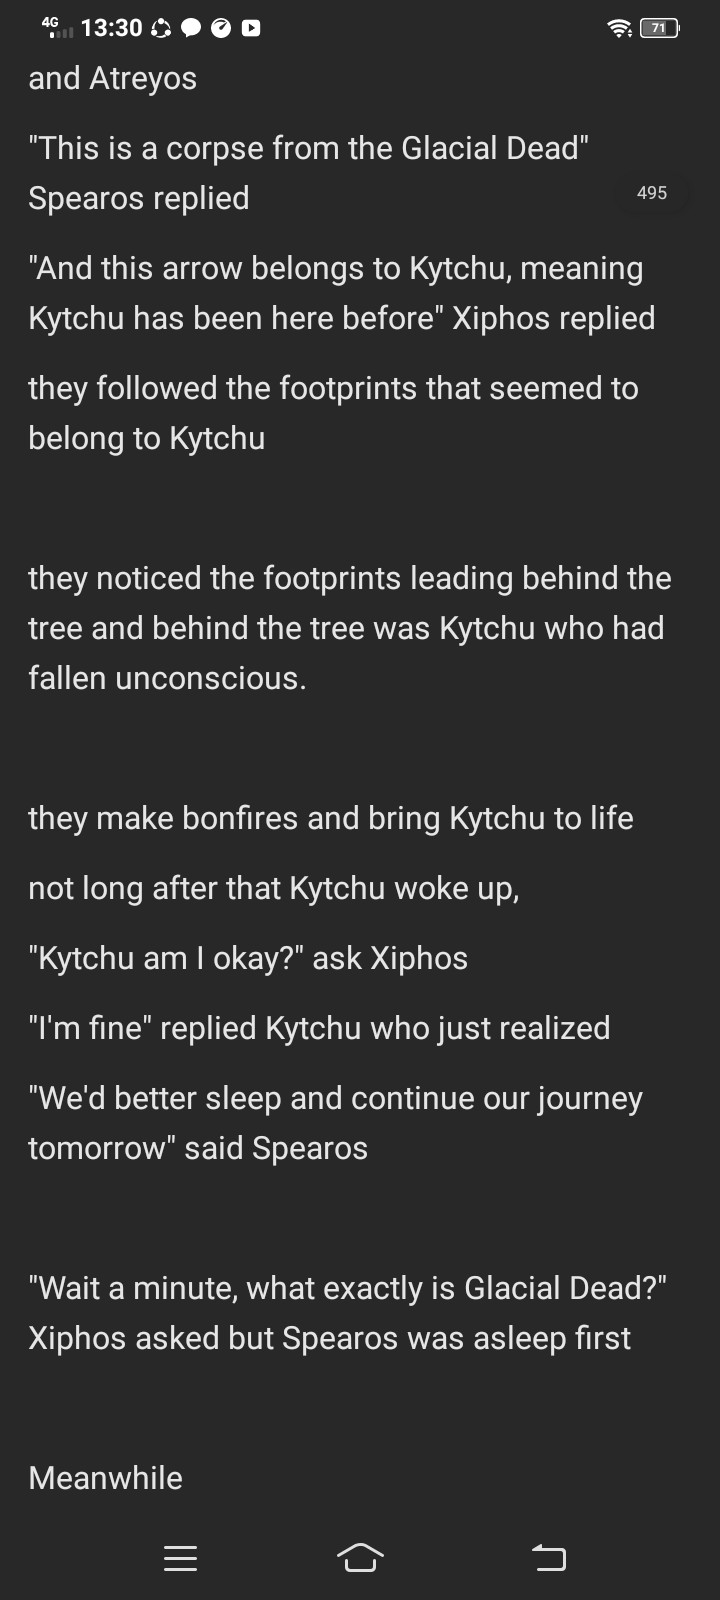 4G 13:30 71
and Atreyos
"This is a corpse from the Glacial Dead"
Spearos replied
495
"And this arrow belongs to Kytchu, meaning
Kytchu has been here before" Xiphos replied
they followed the footprints that seemed to
belong to Kytchu
they noticed the footprints leading behind the
tree and behind the tree was Kytchu who had
fallen unconscious.
they make bonfires and bring Kytchu to life
not long after that Kytchu woke up,
"Kytchu am I okay?" ask Xiphos
"I'm fine" replied Kytchu who just realized
"We'd better sleep and continue our journey
tomorrow" said Spearos
"Wait a minute, what exactly is Glacial Dead?"
Xiphos asked but Spearos was asleep first
Meanwhile